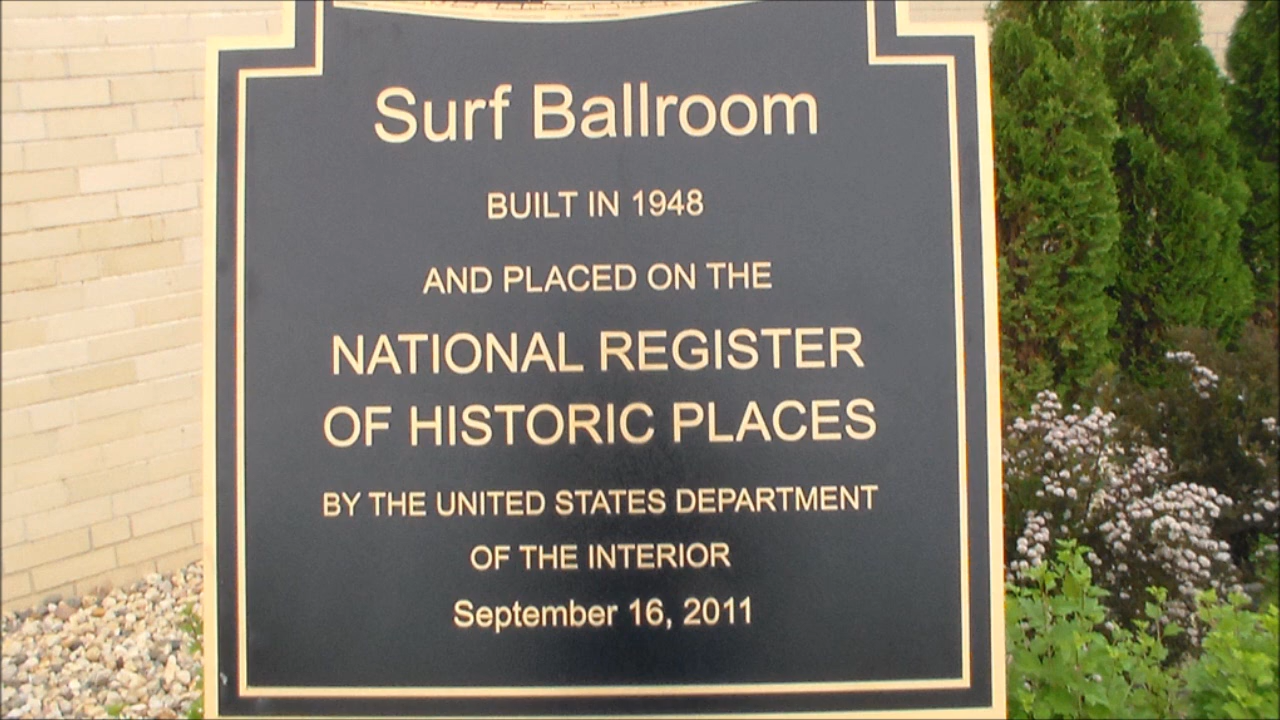 Surf Ballroom
BUILT IN 1948
AND PLACED ON THE
NATIONAL REGISTER
OF HISTORIC PLACES
BY THE UNITED STATES DEPARTMENT
OF THE INTERIOR
September 16, 2011